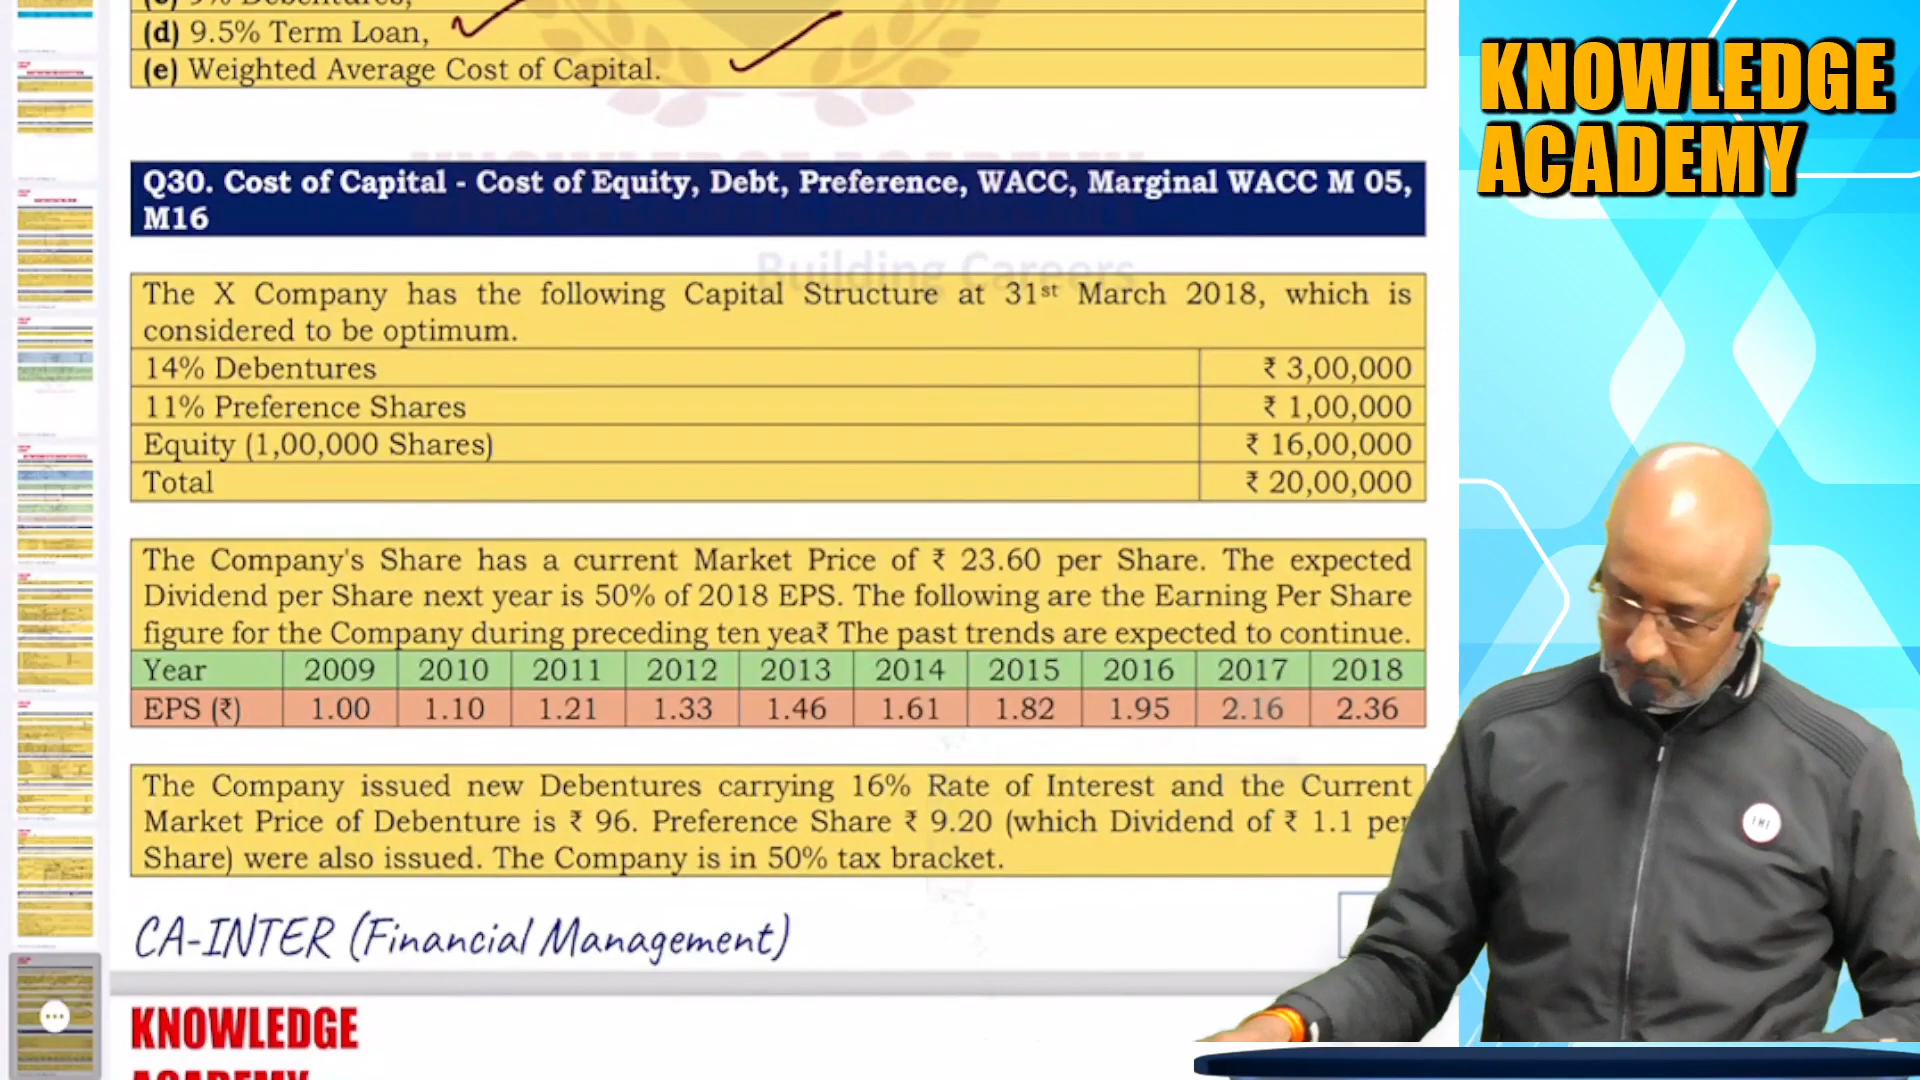 9% Debentures,
(d) 9.5% Term Loan,
(e) Weighted Average Cost of Capital.
KNOWLEDGE
ACADEMY
Q30. Cost of Capital - Cost of Equity, Debt, Preference, WACC, Marginal WACC M 05,
M16
Building Careers
The X Company has the following Capital Structure at 31st March 2018, which is
considered to be optimum.
14% Debentures ₹ 3,00,000
11% Preference Shares ₹ 1,00,000
Equity (1,00,000 Shares) ₹ 16,00,000
Total ₹ 20,00,000
The Company's Share has a current Market Price of ₹ 23.60 per Share. The expected
Dividend per Share next year is 50% of 2018 EPS. The following are the Earning Per Share
figure for the Company during preceding ten yea₹ The past trends are expected to continue.
Year 2009 2010 2011 2012 2013 2014 2015 2016 2017 2018
EPS (₹) 1.00 1.10 1.21 1.33 1.46 1.61 1.82 1.95 2.16 2.36
The Company issued new Debentures carrying 16% Rate of Interest and the Current
Market Price of Debenture is ₹ 96. Preference Share ₹ 9.20 (which Dividend of ₹ 1.1 per
Share) were also issued. The Company is in 50% tax bracket.
CA-INTER (Financial Management)
KNOWLEDGE
ACADEMY